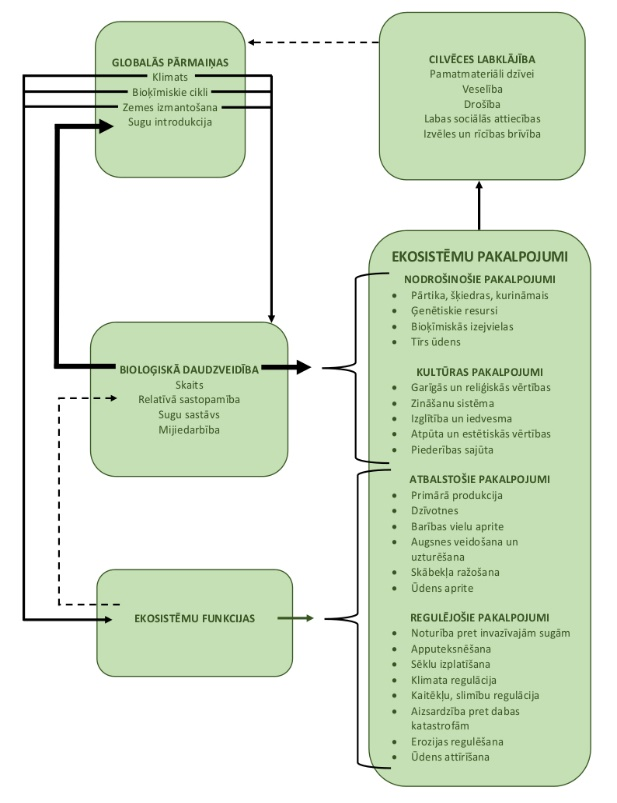 GLOBALĀS PĀRMAIŅAS
Klimats
Bioķīmiskie cikli
Zemes izmantošana
Sugu introdukcija
CILVĒCES LABKLĀJĪBA
Pamatmateriāli dzīvei
Veselība
Drošība
Labas sociālās attiecības
Izvēles un rīcības brīvība
BIOLOĢISKĀ DAUDZVEIDĪBA
Skaits
Relatīvā sastopamība
Sugu sastāvs
Mijiedarbība
EKOSISTĒMU FUNKCIJAS
EKOSISTĒMU PAKALPOJUMI
NODROŠINOŠIE PAKALPOJUMI
• Pārtika, šķiedras, kurināmais
• Ģenētiskie resursi
• Bioķīmiskās izejvielas
• Tīrs ūdens
KULTŪRAS PAKALPOJUMI
• Garīgās un reliģiskās vērtības
• Zināšanu sistēma
• Izglītība un iedvesma
• Atpūta un estētiskās vērtības
• Piederības sajūta
ATBALSTOŠIE PAKALPOJUMI
• Primārā produkcija
• Dzīvotnes
• Barības vielu aprite
• Augsnes veidošana un
uzturēšana
• Skābekļa ražošana
• Ūdens aprite
REGULĒJOŠIE PAKALPOJUMI
• Noturība pret invazīvajām sugām
• Apputeksnēšana
• Sēklu izplatīšana
• Klimata regulācija
• Kaitēkļu, slimību regulācija
• Aizsardzība pret dabas
katastrofām
• Erozijas regulēšana
• Ūdens attīrīšana